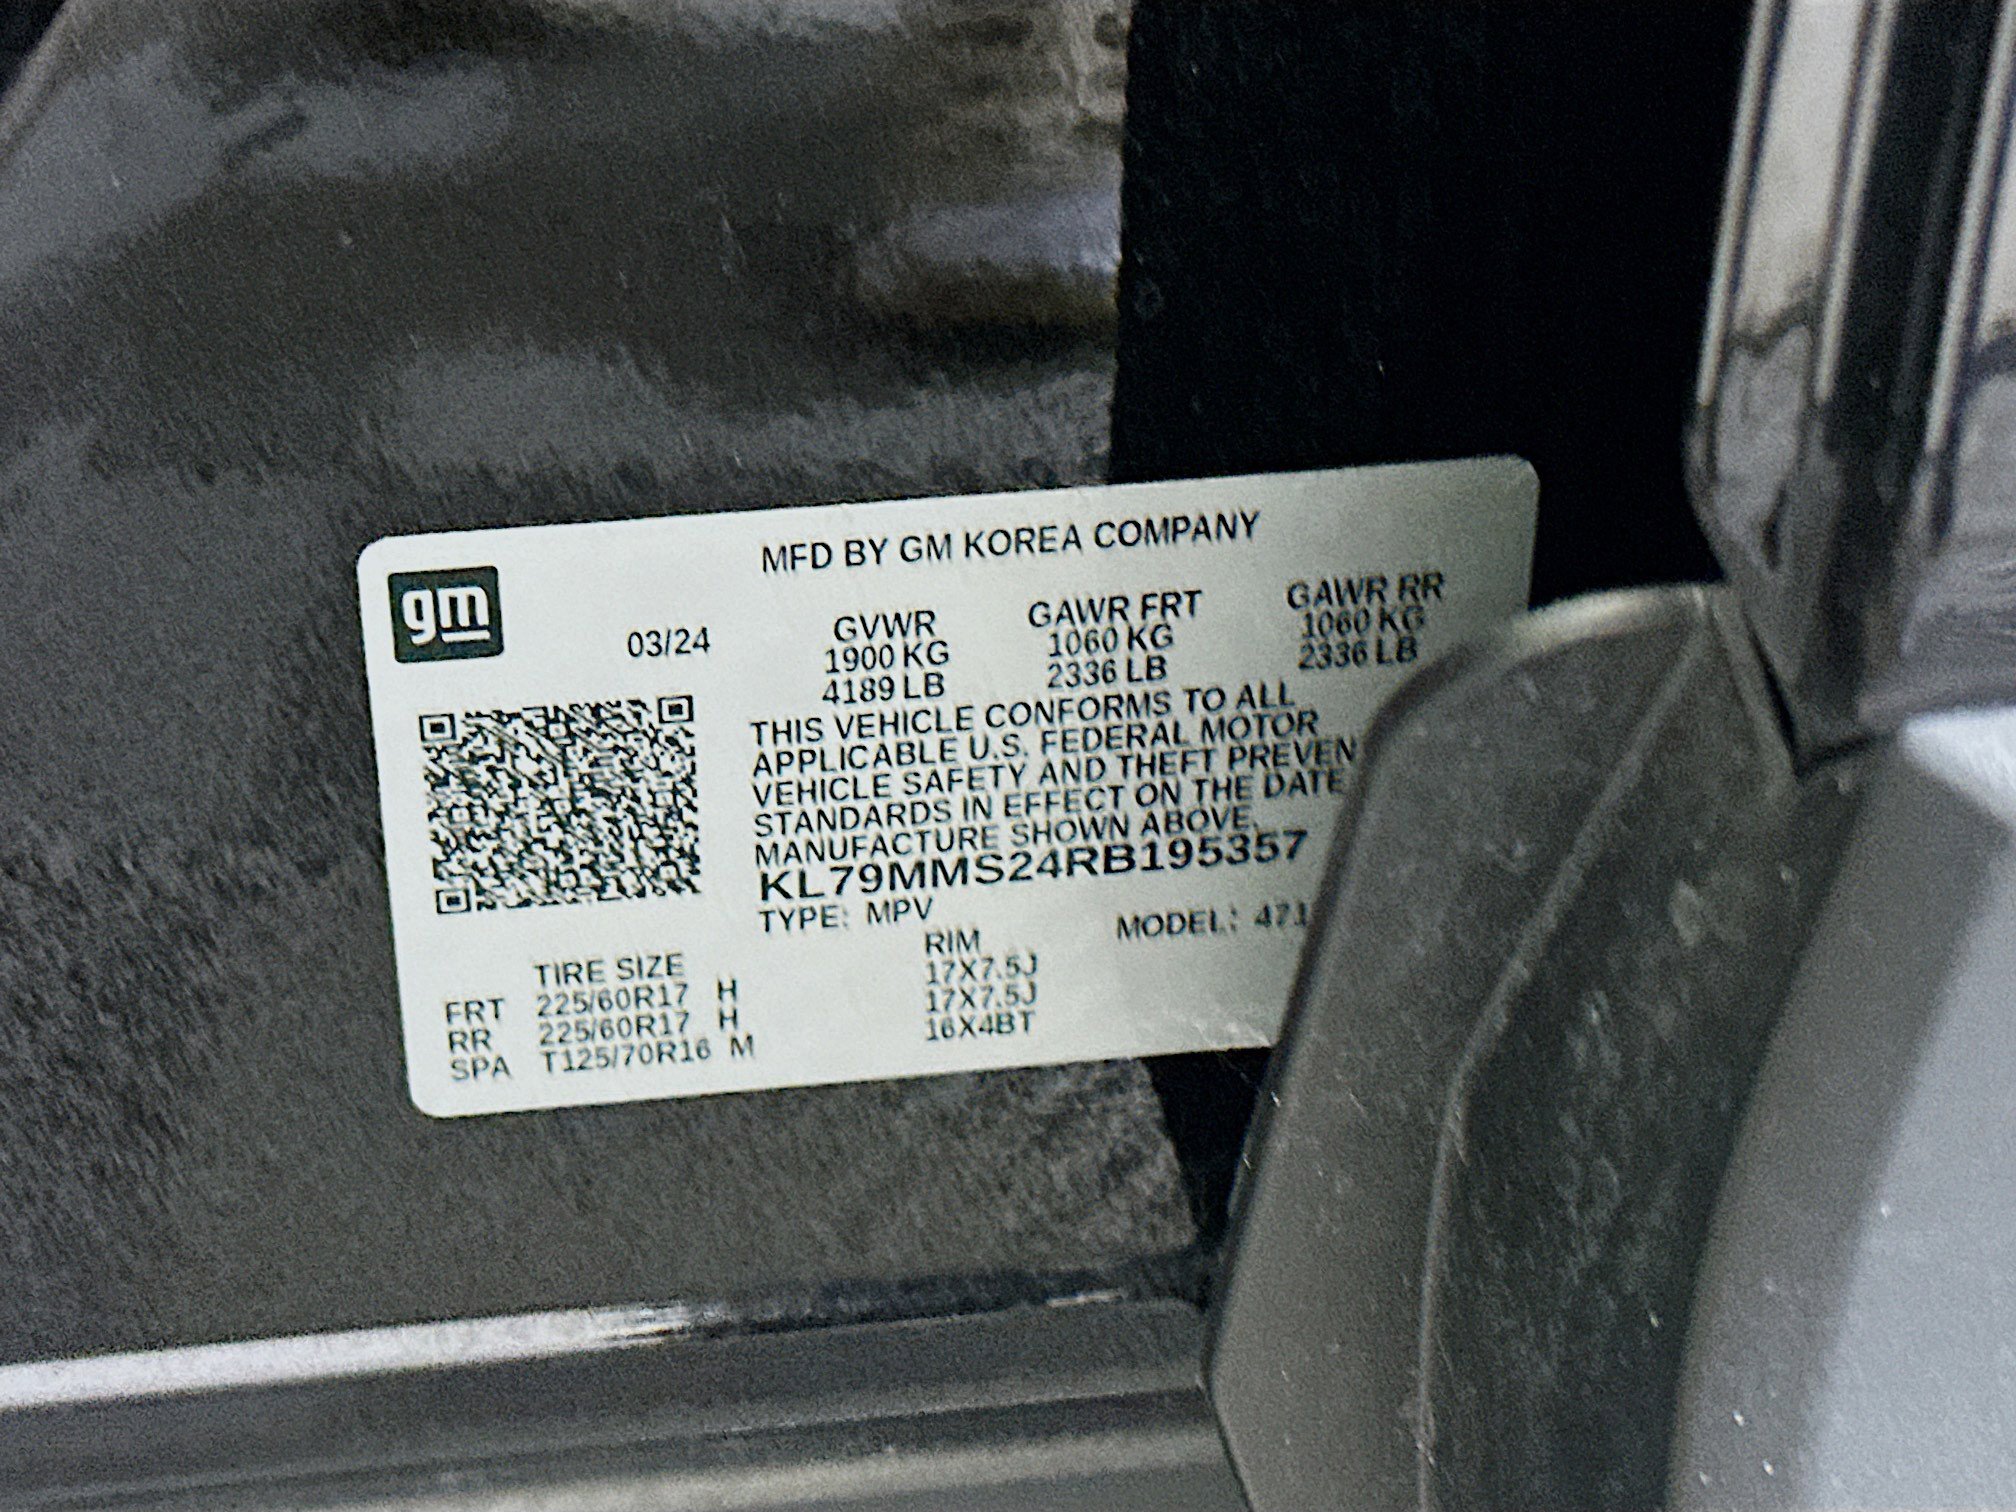 MFD BY GM KOREA COMPANY
gm
03/24
GVWR
1900 KG
4189 LB
GAWR FRT
1060 KG
2336 LB
GAWR RR
1060 KG
2336 LB
THIS VEHICLE CONFORMS TO ALL
APPLICABLE U.S. FEDERAL MOTOR
VEHICLE SAFETY AND THEFT PREVEN
STANDARDS IN EFFECT ON THE DATE
MANUFACTURE SHOWN ABOVE.
KL79MMS24RB195357
TYPE: MPV MODEL: 471
TIRE SIZE RIM
FRT 225/60R17 H 17X7.5J
RR 225/60R17 H 17X7.5J
SPA T125/70R16 M 16X4BT